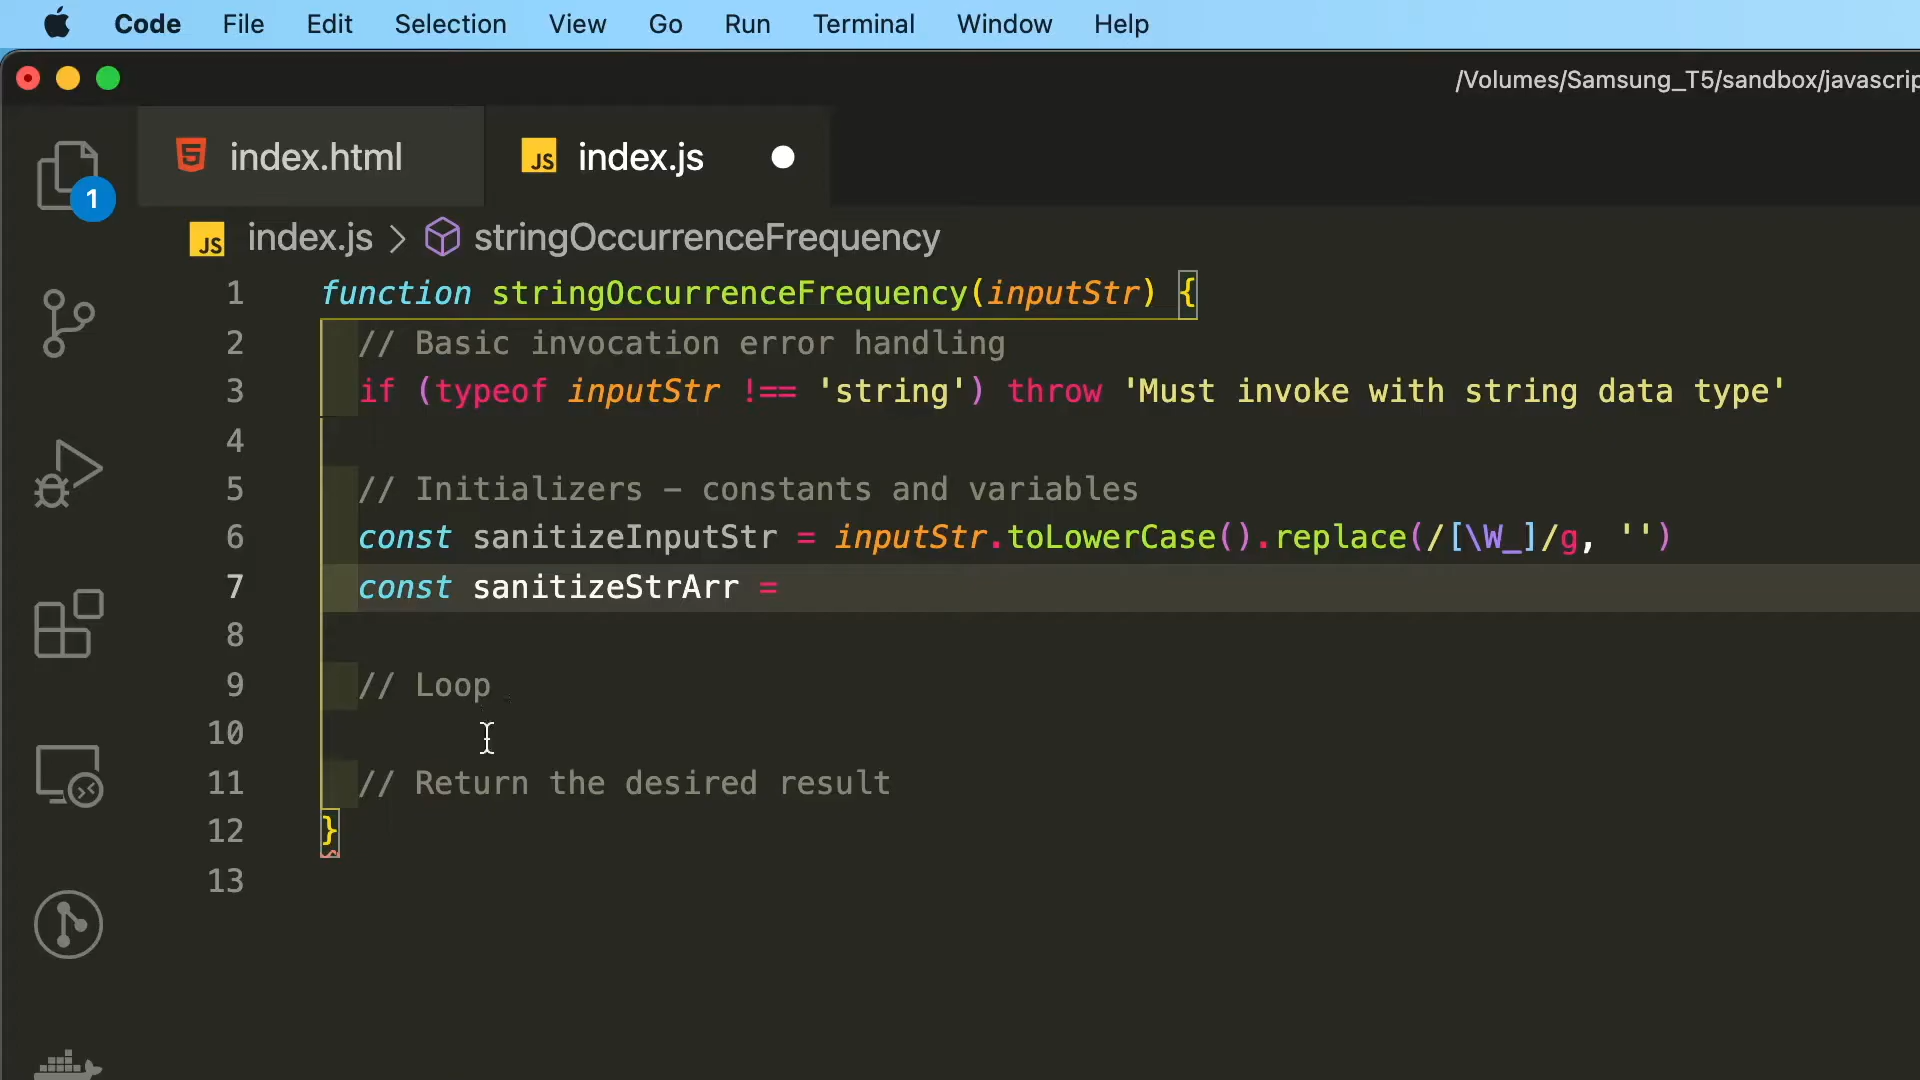 Code File Edit Selection View Go Run Terminal Window Help
/Volumes/Samsung_T5/sandbox/javascrip
5 index.html JS index.js
1
JS index.js > stringOccurrenceFrequency
1 function stringOccurrenceFrequency(inputStr) {
2 // Basic invocation error handling
3 if (typeof inputStr !== 'string') throw 'Must invoke with string data type'
4
5 // Initializers – constants and variables
6 const sanitizeInputStr = inputStr.toLowerCase().replace(/[\W_]/g, '')
7 const sanitizeStrArr =
8
9 // Loop
10
11 // Return the desired result
12 }
13